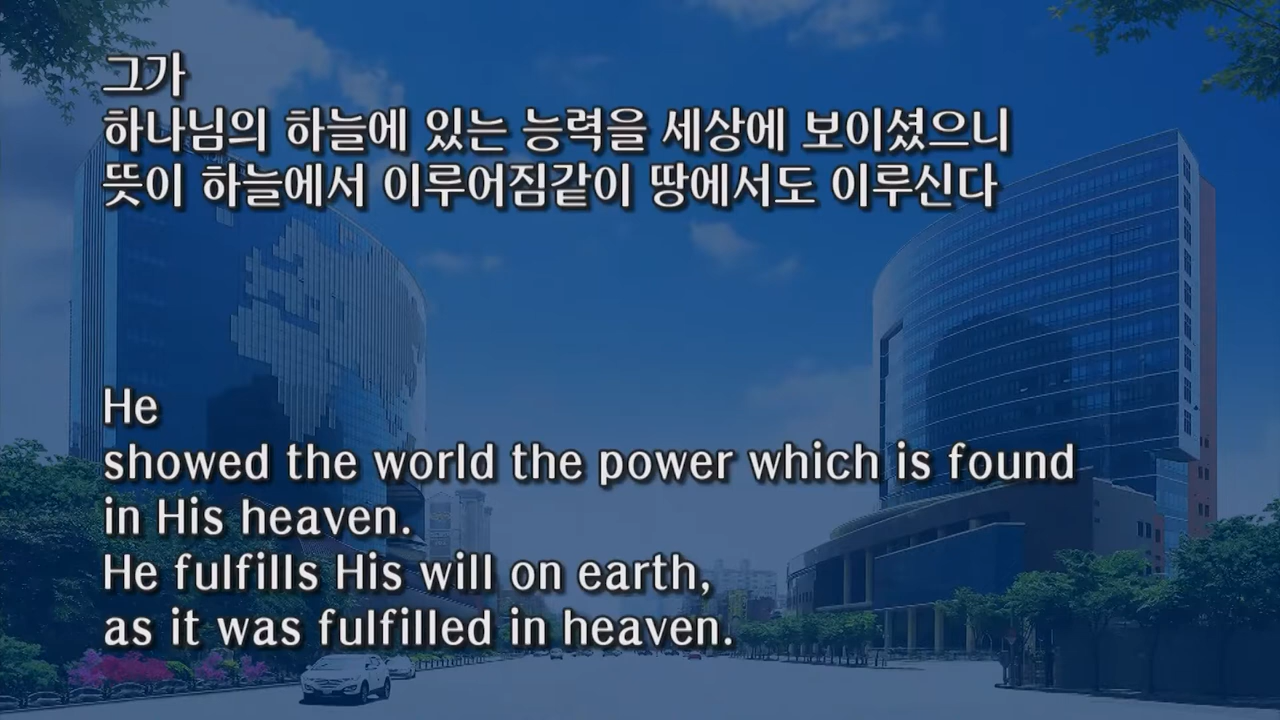 그가
하나님의 하늘에 있는 능력을 세상에 보이셨으니
뜻이 하늘에서 이루어짐같이 땅에서도 이루신다
He
showed the world the power which is found
in His heaven.
He fulfills His will on earth,
as it was fulfilled in heaven.